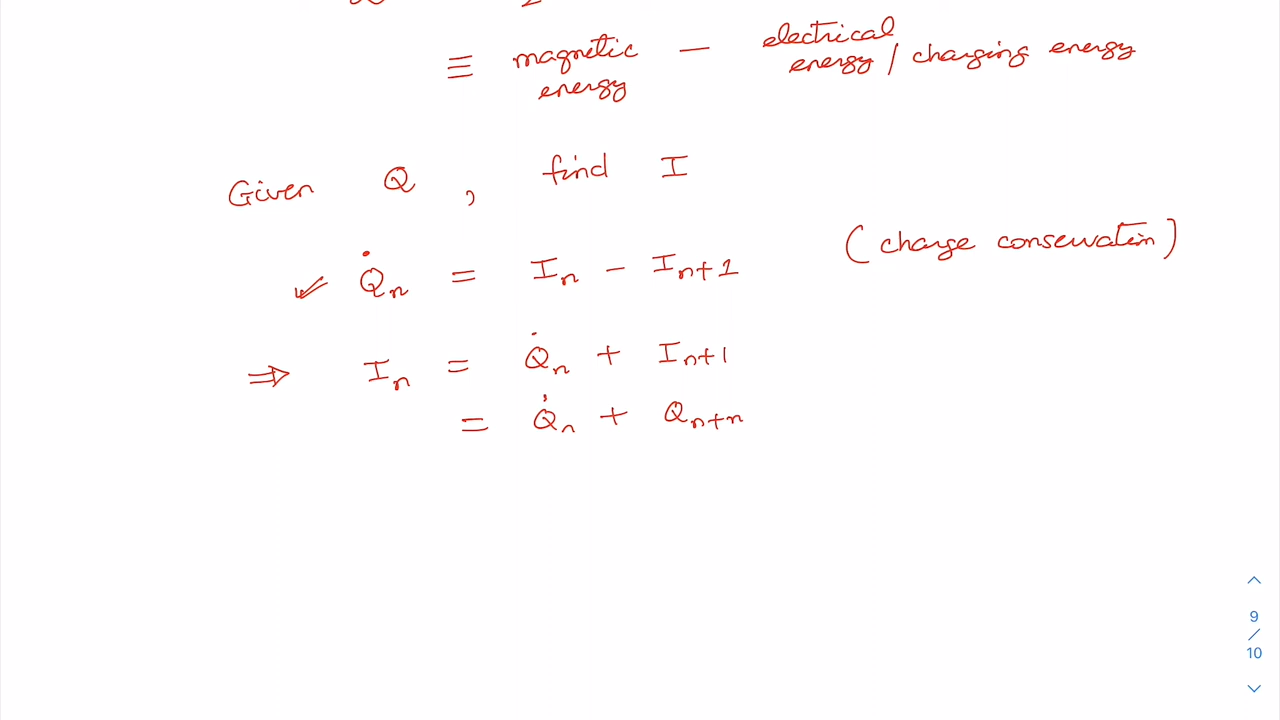 ≡ magnetic energy − electrical energy / charging energy
Given Q , find I
✓ Q̇n = In − In+1 (charge conservation)
⇒ In = Q̇n + In+1
= Q̇n + Qn+n
9
/
10